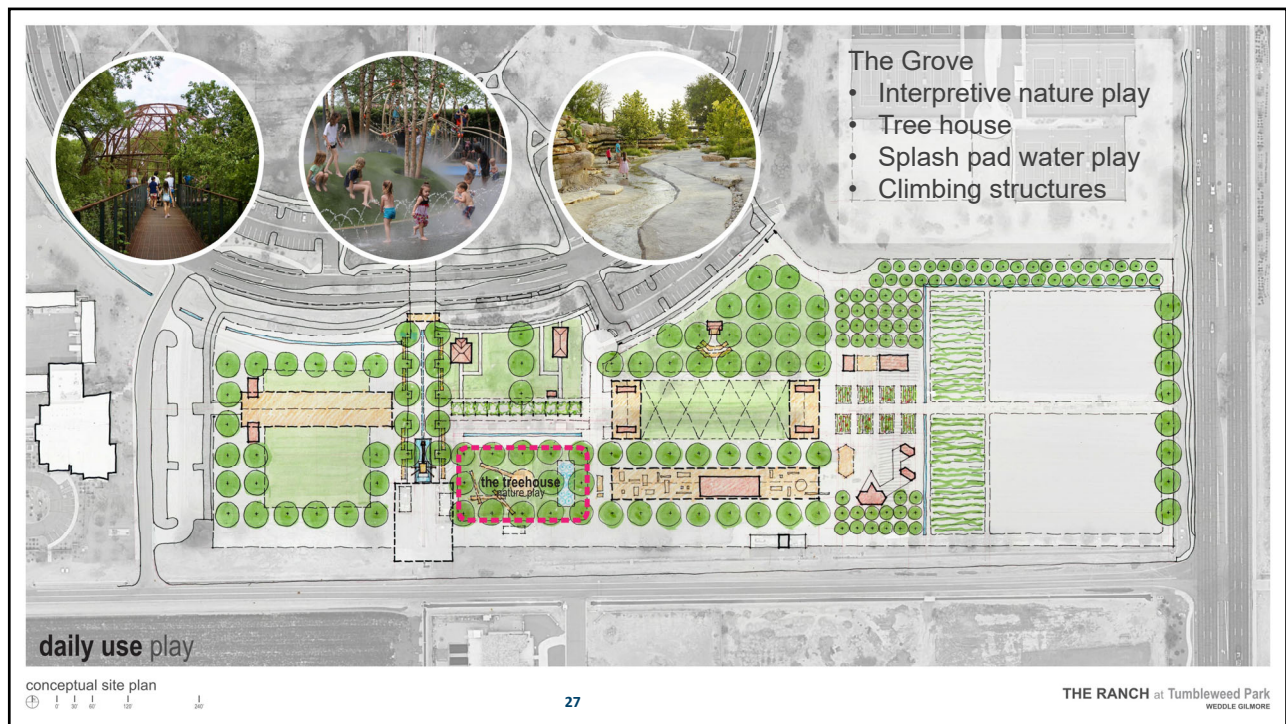 The Grove
• Interpretive nature play
• Tree house
• Splash pad water play
• Climbing structures
the treehouse
nature play
daily use play
conceptual site plan
0' 30' 60' 120' 240'
27
THE RANCH at Tumbleweed Park
WEDDLE GILMORE